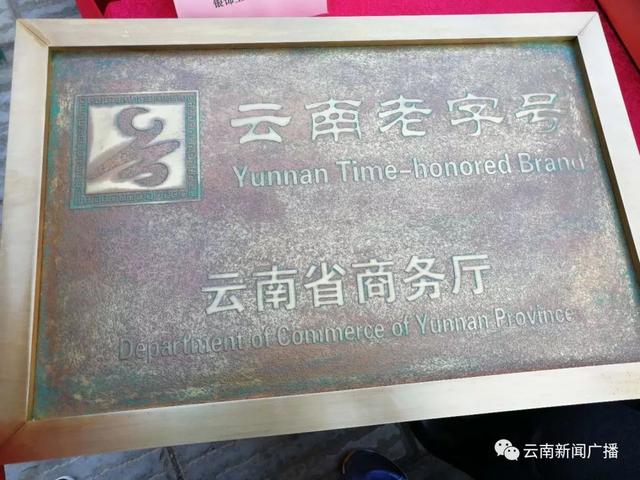 云南老字号
Yunnan Time-honored Brand
云南省商务厅
Department of Commerce of Yunnan Province
云南新闻广播